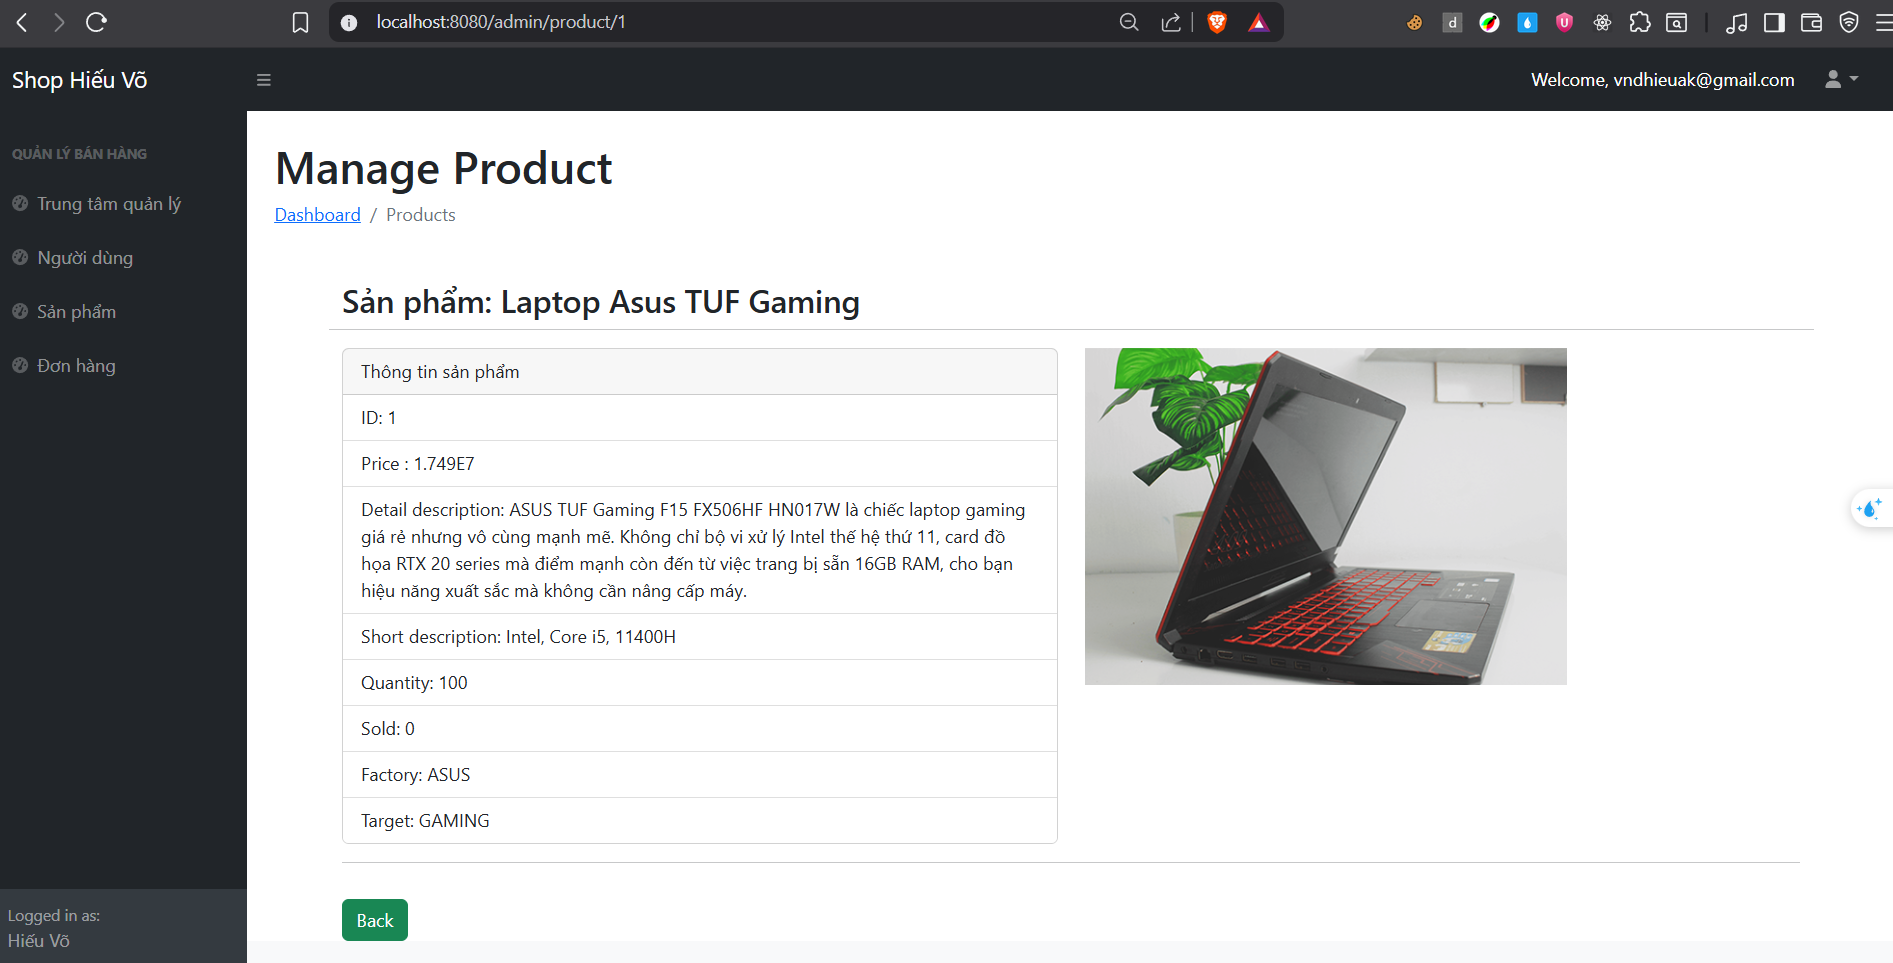 localhost:8080/admin/product/1
Shop Hiếu Võ
Welcome, vndhieuak@gmail.com
QUẢN LÝ BÁN HÀNG
Trung tâm quản lý
Người dùng
Sản phẩm
Đơn hàng
Logged in as:
Hiếu Võ
Manage Product
Dashboard / Products
Sản phẩm: Laptop Asus TUF Gaming
Thông tin sản phẩm
ID: 1
Price : 1.749E7
Detail description: ASUS TUF Gaming F15 FX506HF HN017W là chiếc laptop gaming
giá rẻ nhưng vô cùng mạnh mẽ. Không chỉ bộ vi xử lý Intel thế hệ thứ 11, card đồ
họa RTX 20 series mà điểm mạnh còn đến từ việc trang bị sẵn 16GB RAM, cho bạn
hiệu năng xuất sắc mà không cần nâng cấp máy.
Short description: Intel, Core i5, 11400H
Quantity: 100
Sold: 0
Factory: ASUS
Target: GAMING
Back